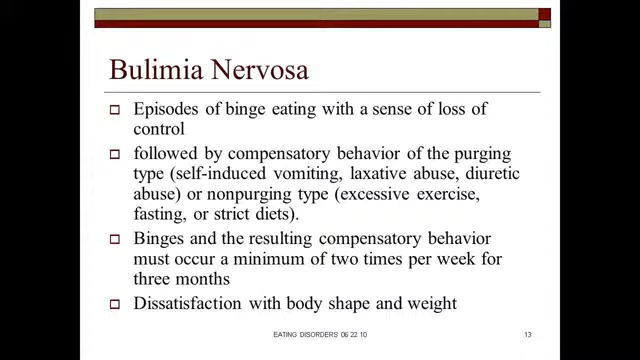 Bulimia Nervosa
Episodes of binge eating with a sense of loss of
control
followed by compensatory behavior of the purging
type (self-induced vomiting, laxative abuse, diuretic
abuse) or nonpurging type (excessive exercise,
fasting, or strict diets).
Binges and the resulting compensatory behavior
must occur a minimum of two times per week for
three months
Dissatisfaction with body shape and weight
EATING DISORDERS 06 22 10
13